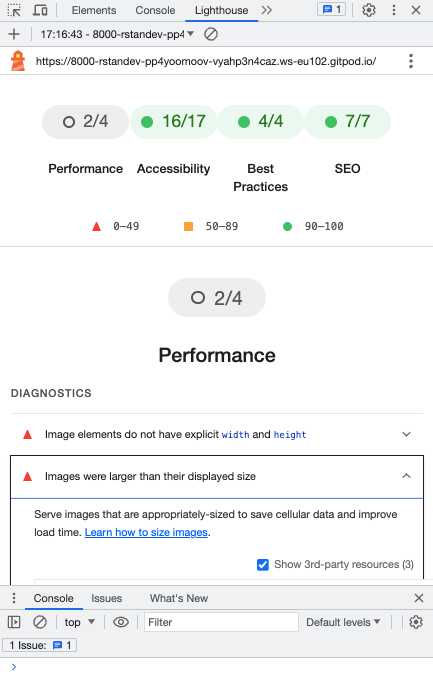 Elements Console Lighthouse 1
17:16:43 - 8000-rstandev-pp4
https://8000-rstandev-pp4yoomoov-vyahp3n4caz.ws-eu102.gitpod.io/
2/4 16/17 4/4 7/7
Performance Accessibility Best Practices SEO
0–49 50–89 90–100
2/4
Performance
DIAGNOSTICS
Image elements do not have explicit width and height
Images were larger than their displayed size
Serve images that are appropriately-sized to save cellular data and improve
load time. Learn how to size images.
Show 3rd-party resources (3)
Console Issues What's New
top Filter Default levels
1 Issue: 1